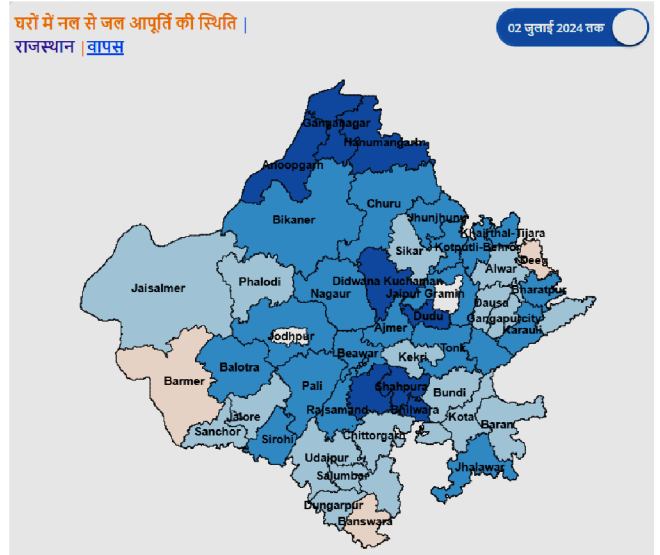 घरों में नल से जल आपूर्ति की स्थिति |
राजस्थान | वापस
02 जुलाई 2024 तक
Ganganagar
Hanumangarh
Anoopgarh
Churu
Bikaner
Jhunjhunu
Khairthal-Tijara
Sikar
Kotputli-Behror
Deeg
Alwar
Jaisalmer
Phalodi
Didwana Kuchaman
Nagaur
Jaipur Gramin
Bharatpur
Dausa
Dudu
Gangapurcity
Ajmer
Karauli
Jodhpur
Tonk
Beawar
Kekri
Balotra
Barmer
Pali
Shahpura
Bundi
Rajsamand
Bhilwara
Jalore
Kota
Baran
Sanchor
Sirohi
Chittorgarh
Udaipur
Jhalawar
Salumbar
Dungarpur
Banswara